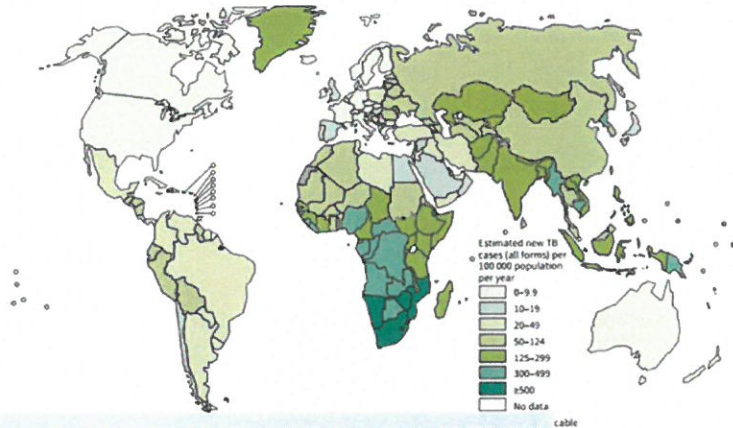 Estimated new TB
cases (all forms) per
100 000 population
per year
0–9.9
10–19
20–49
50–124
125–299
300–499
≥500
No data
cable